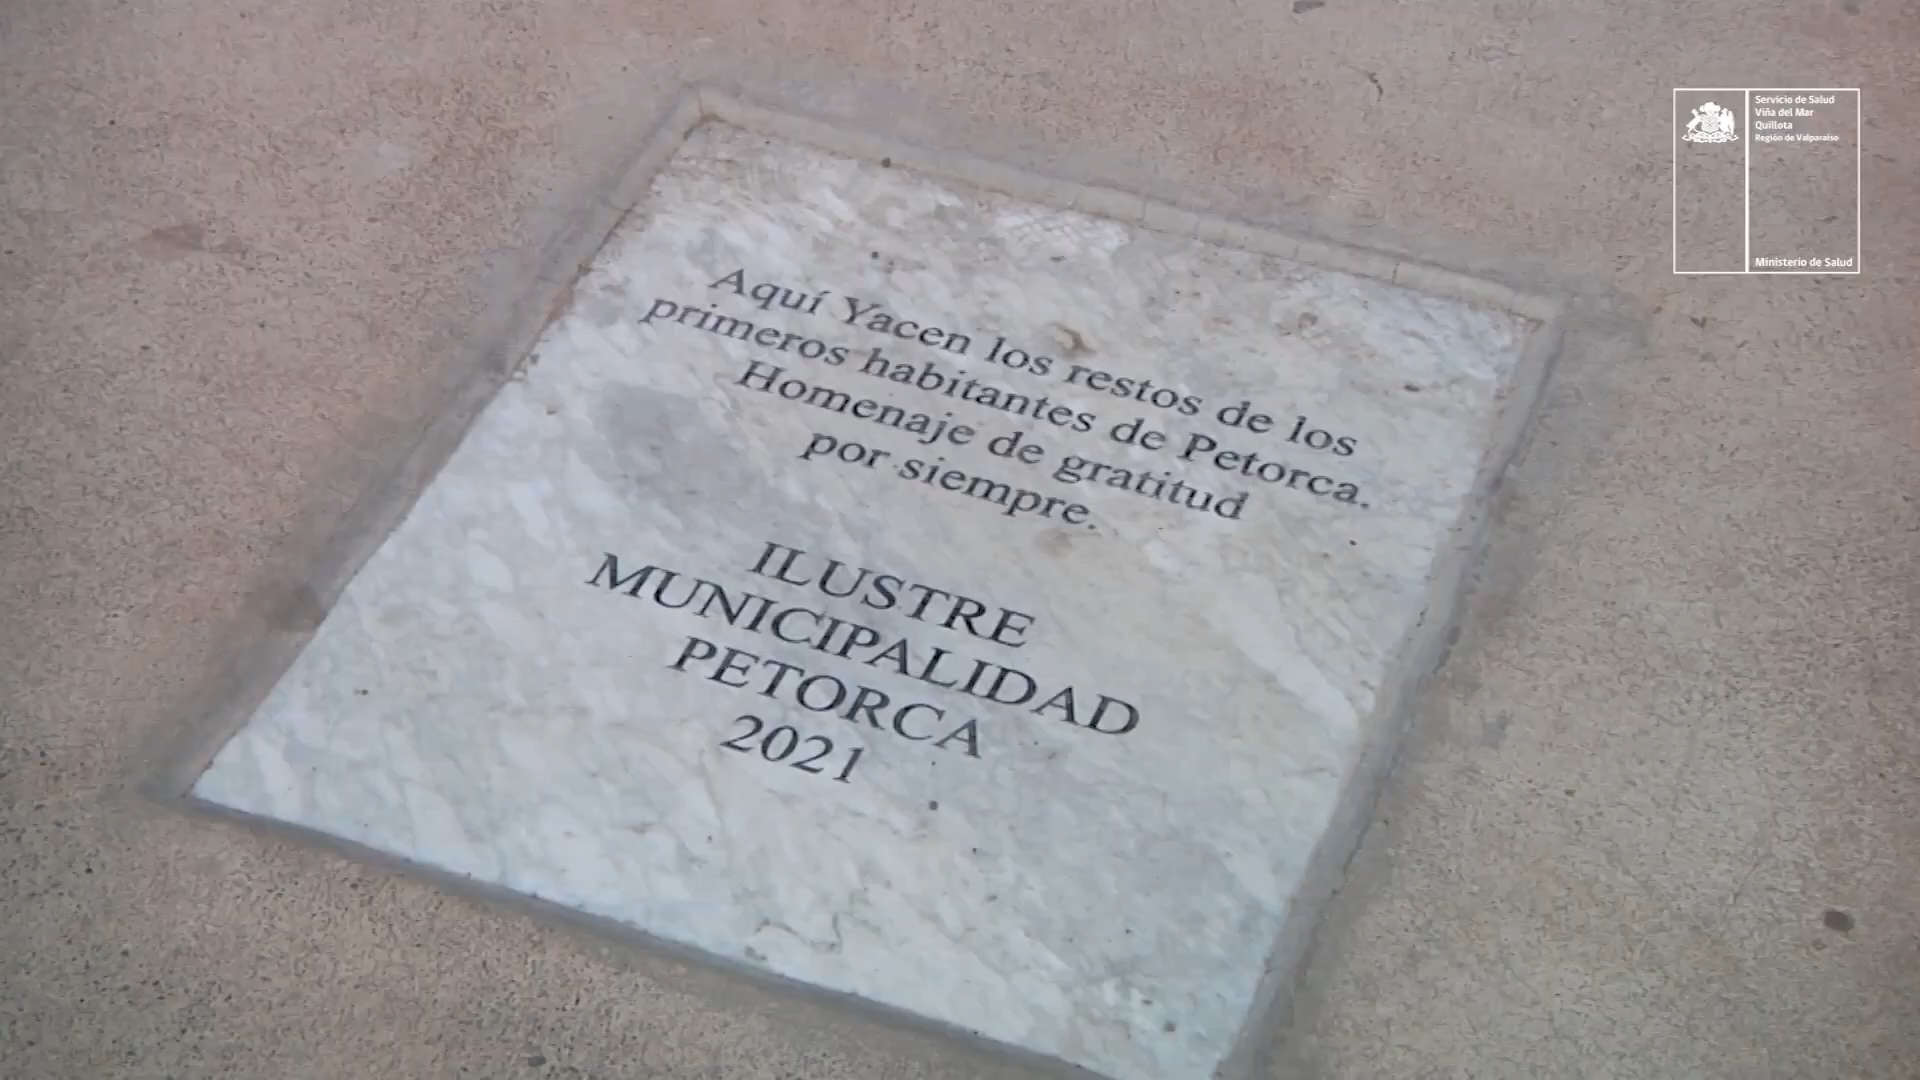 Aquí Yacen los restos de los
primeros habitantes de Petorca.
Homenaje de gratitud
por siempre.
ILUSTRE
MUNICIPALIDAD
PETORCA
2021
Servicio de Salud
Viña del Mar
Quillota
Región de Valparaíso
Ministerio de Salud